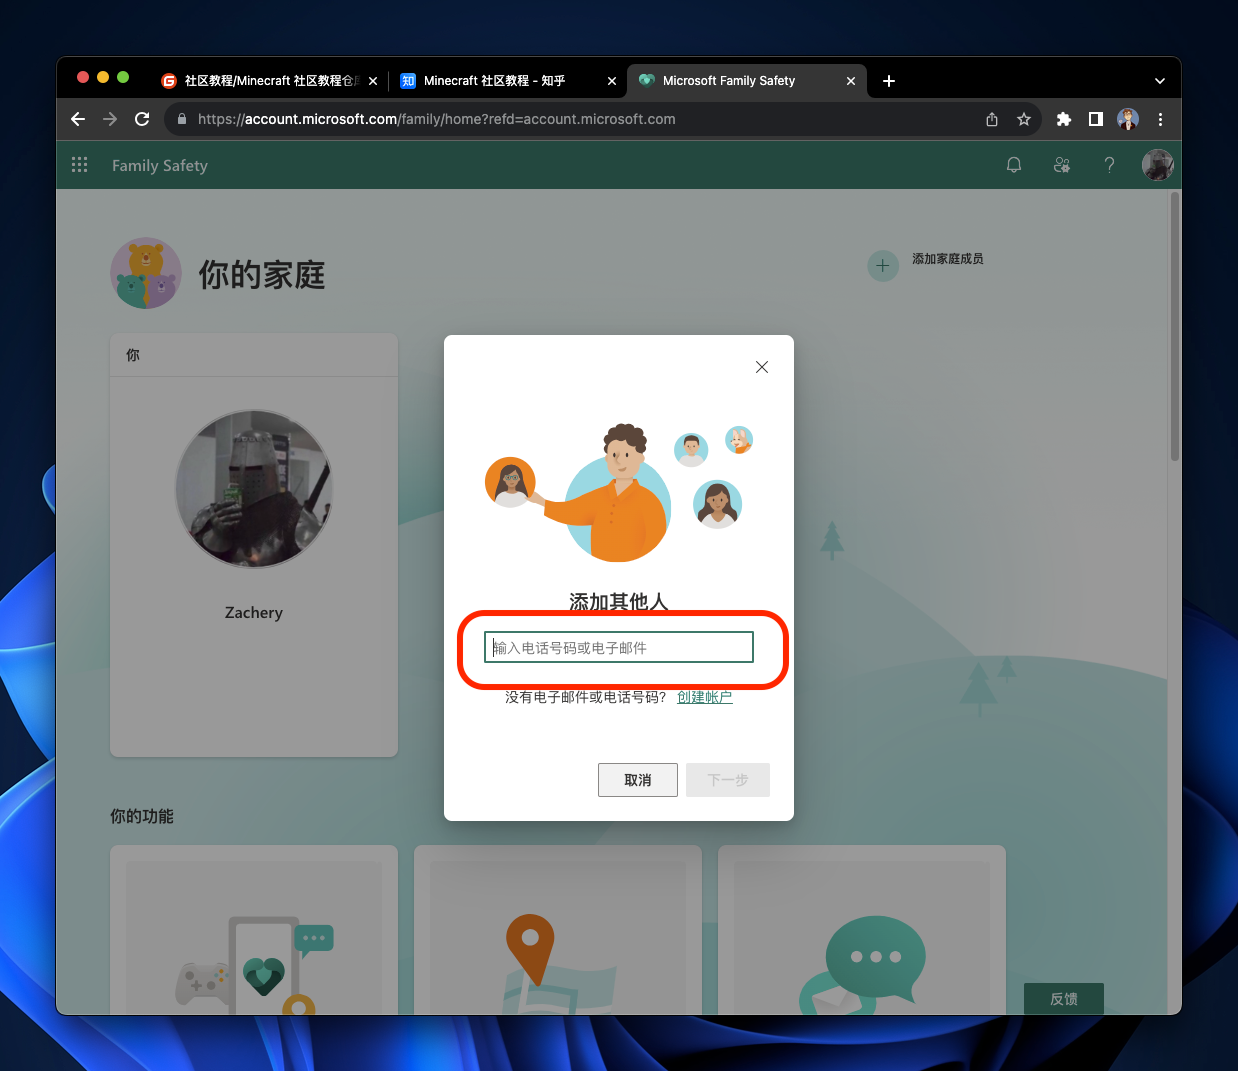 社区教程/Minecraft 社区教程仓
Minecraft 社区教程 - 知乎
Microsoft Family Safety
https://account.microsoft.com/family/home?refd=account.microsoft.com
Family Safety
你的家庭
添加家庭成员
你
Zachery
添加其他人
输入电话号码或电子邮件
没有电子邮件或电话号码? 创建帐户
取消
下一步
你的功能
反馈